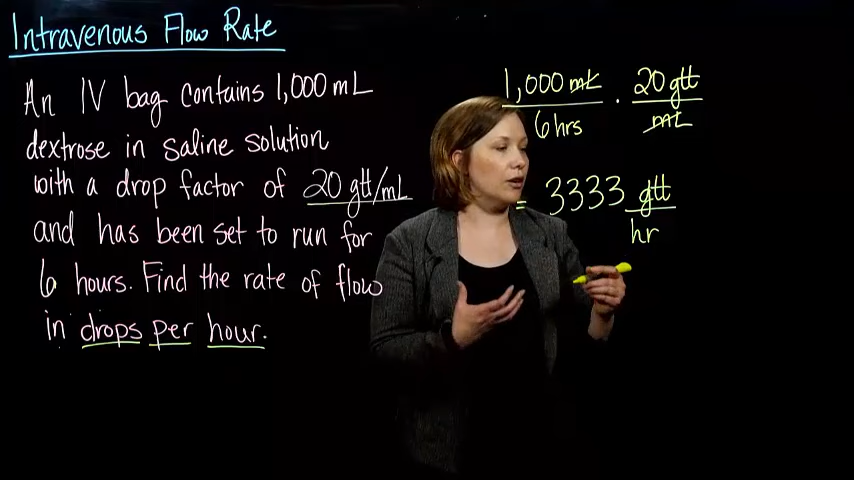 Intravenous Flow Rate
An IV bag contains 1,000 mL
dextrose in saline solution
with a drop factor of 20 gtt/mL
and has been set to run for
6 hours. Find the rate of flow
in drops per hour.
1,000 mL / 6 hrs · 20 gtt / mL
= 3333 gtt / hr